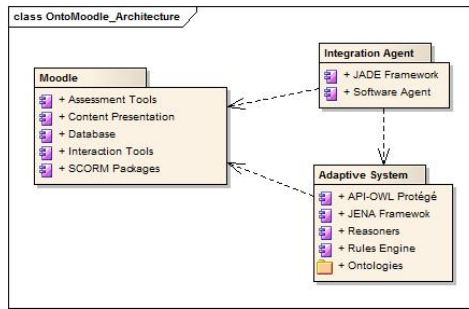 class OntoMoodle_Architecture
Moodle
+ Assessment Tools
+ Content Presentation
+ Database
+ Interaction Tools
+ SCORM Packages
Integration Agent
+ JADE Framework
+ Software Agent
Adaptive System
+ API-OWL Protégé
+ JENA Framewok
+ Reasoners
+ Rules Engine
+ Ontologies